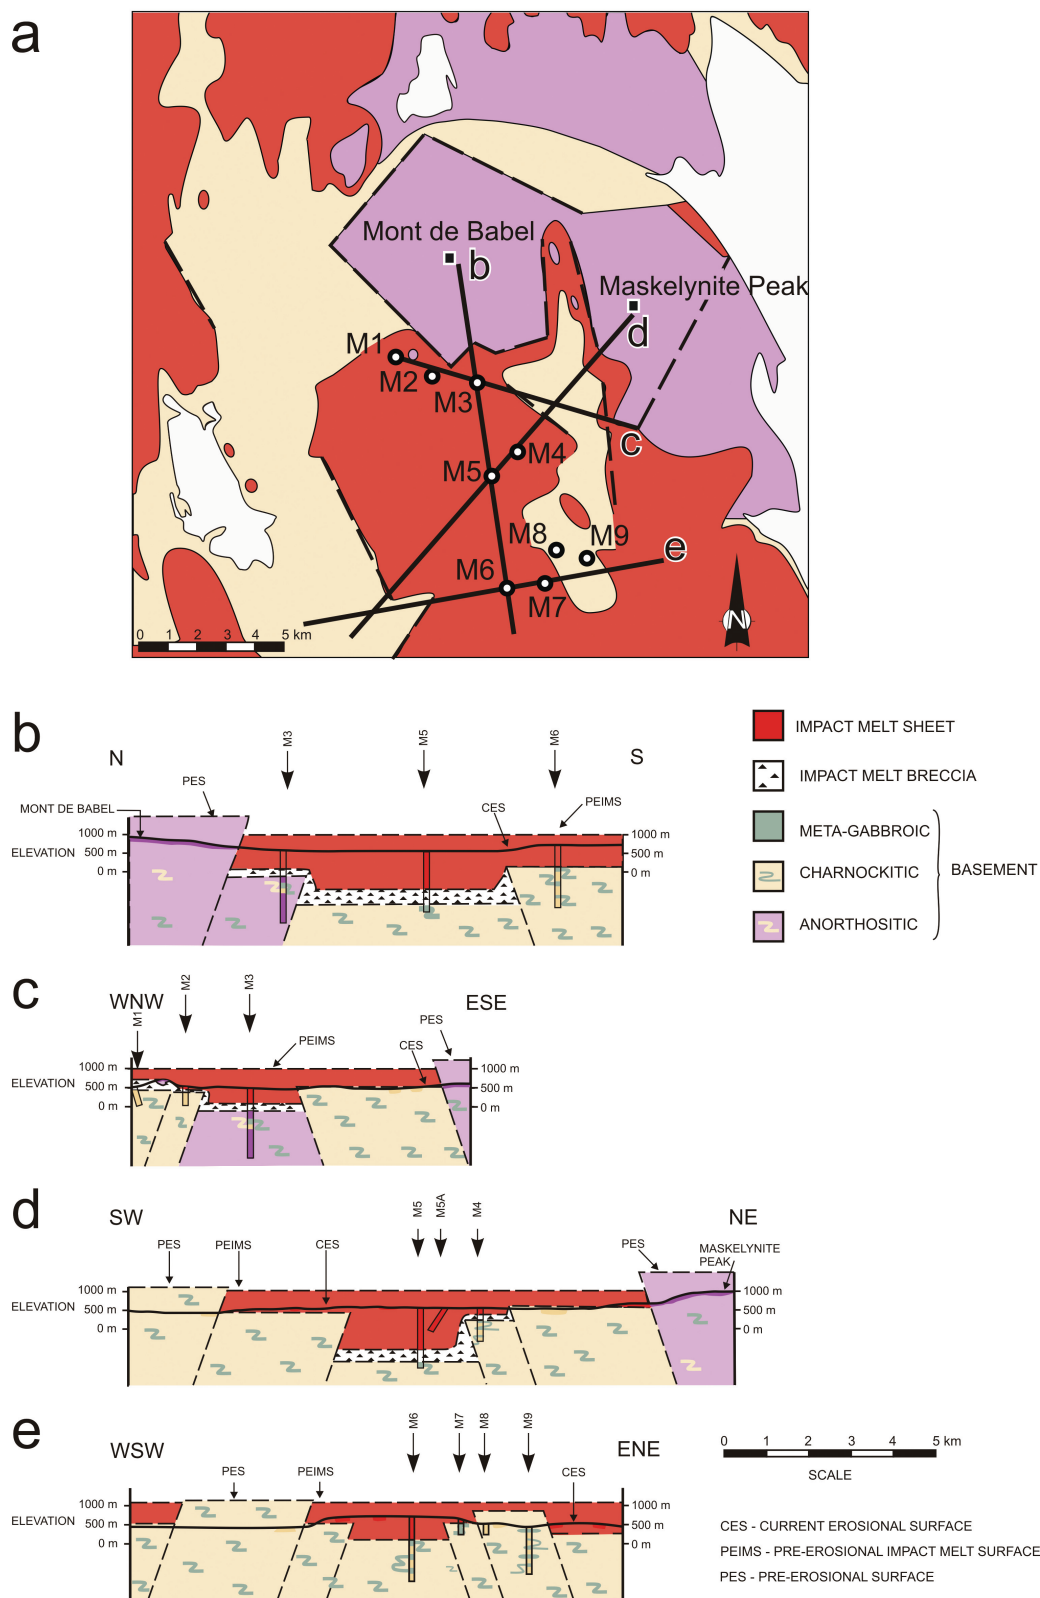 a
Mont de Babel
b
Maskelynite Peak
d
M1
M2
M3
c
M4
M5
M8
M9
e
M6
M7
N
0 1 2 3 4 5 km
b
N
M3
M5
M6
S
PES
MONT DE BABEL
CES
PEIMS
1000 m
1000 m
ELEVATION
500 m
500 m
0 m
0 m
IMPACT MELT SHEET
IMPACT MELT BRECCIA
META-GABBROIC
CHARNOCKITIC
BASEMENT
ANORTHOSITIC
c
WNW
M1
M2
M3
ESE
PES
PEIMS
CES
1000 m
1000 m
ELEVATION
500 m
500 m
0 m
0 m
d
SW
M5
M5A
M4
NE
PES
PEIMS
CES
PES
MASKELYNITE
PEAK
1000 m
1000 m
ELEVATION
500 m
500 m
0 m
0 m
e
WSW
M6
M7
M8
M9
ENE
PES
PEIMS
CES
1000 m
1000 m
ELEVATION
500 m
500 m
0 m
0 m
0 1 2 3 4 5 km
SCALE
CES - CURRENT EROSIONAL SURFACE
PEIMS - PRE-EROSIONAL IMPACT MELT SURFACE
PES - PRE-EROSIONAL SURFACE